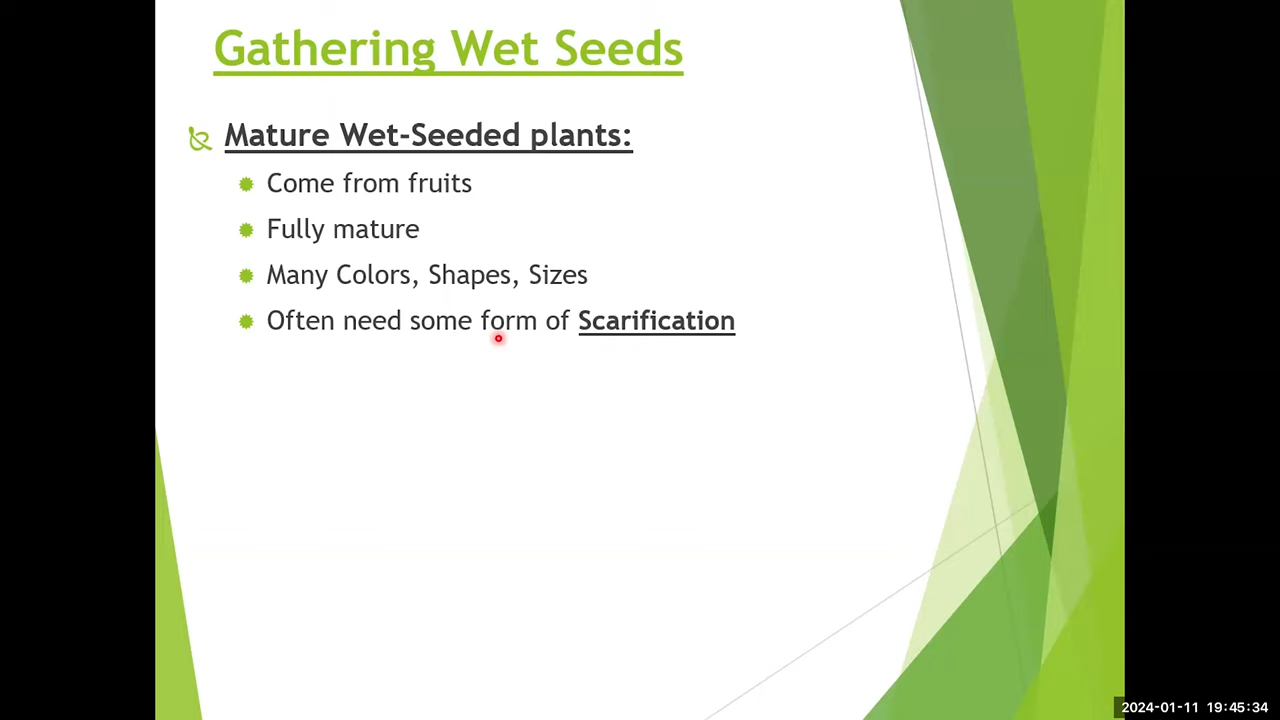 Gathering Wet Seeds
Mature Wet-Seeded plants:
Come from fruits
Fully mature
Many Colors, Shapes, Sizes
Often need some form of Scarification
2024-01-11 19:45:34